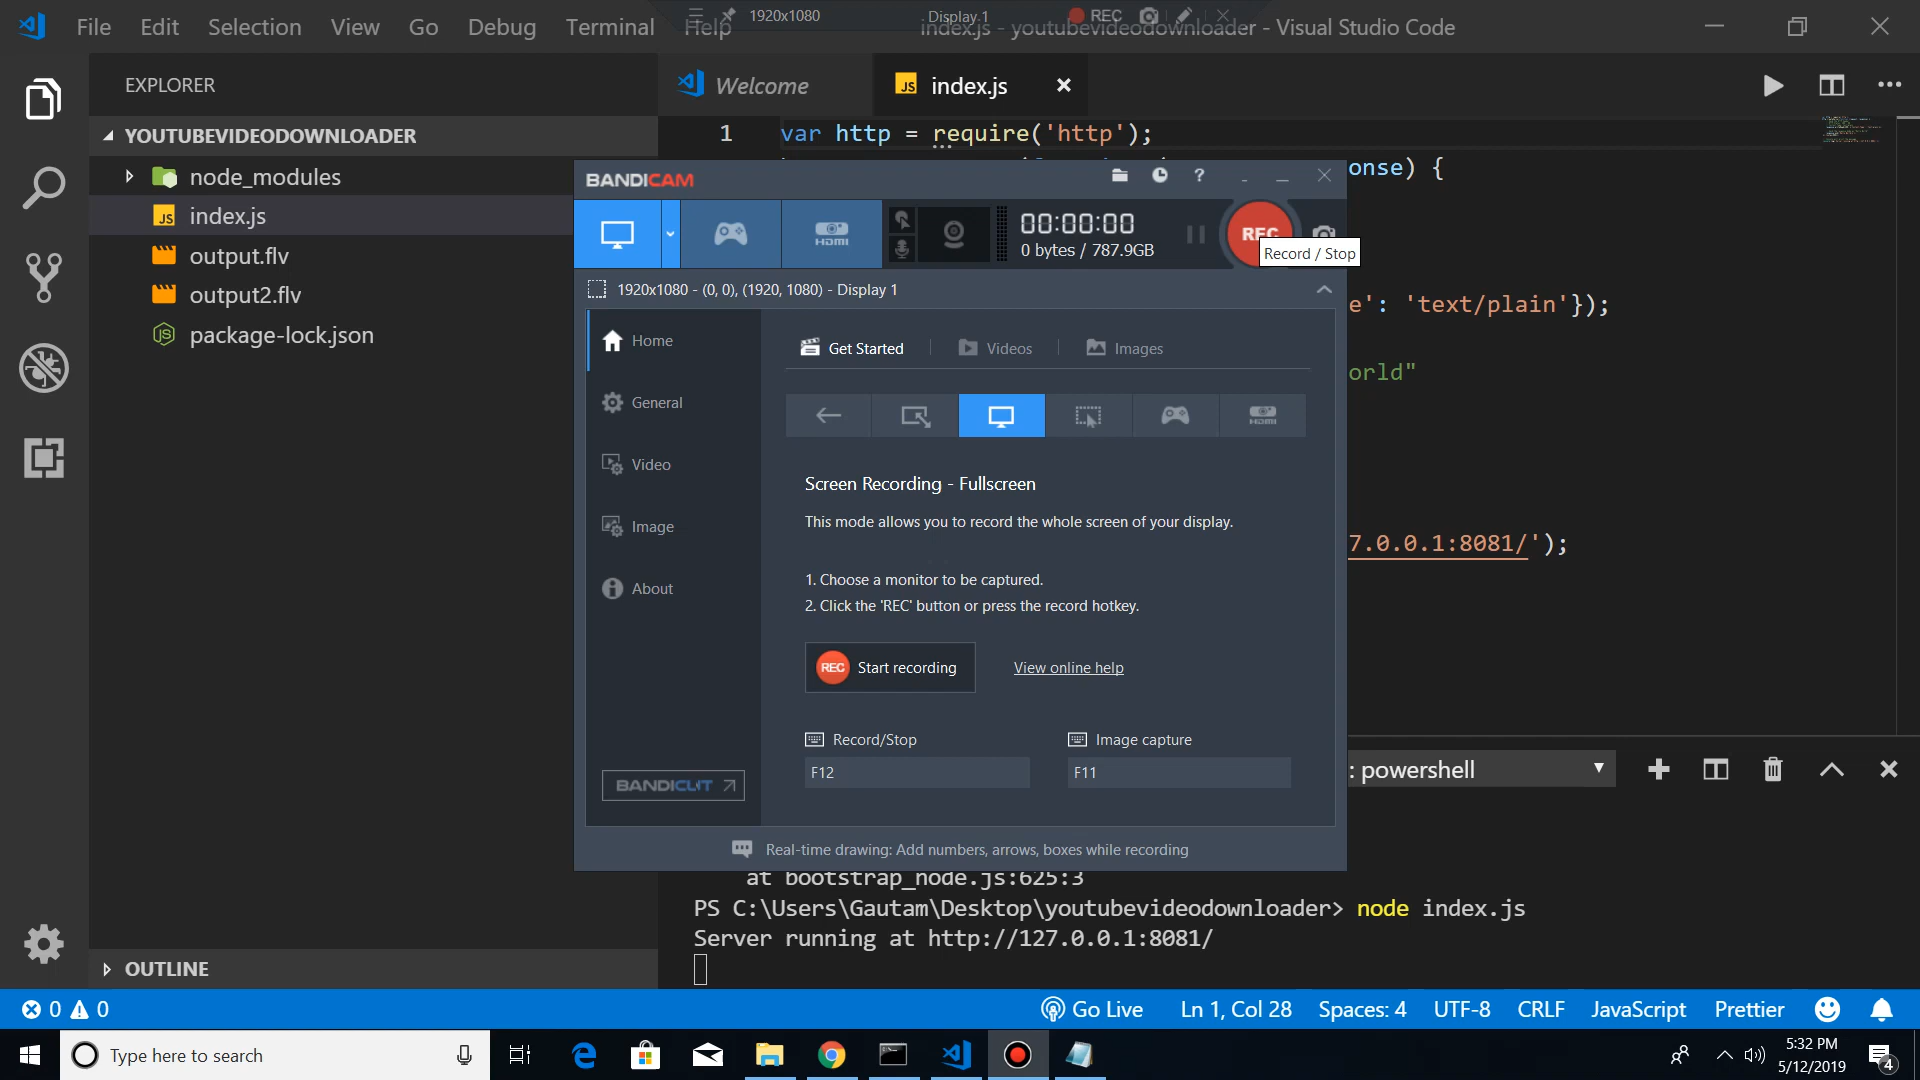 File Edit Selection View Go Debug Terminal Help
1920x1080 Display 1 REC
index.js - youtubevideodownloader - Visual Studio Code
EXPLORER
YOUTUBEVIDEODOWNLOADER
node_modules
index.js
output.flv
output2.flv
package-lock.json
OUTLINE
Welcome
index.js
1 var http = require('http');
onse) {
e': 'text/plain'});
orld"
7.0.0.1:8081/');
BANDICAM
HDMI
00:00:00
0 bytes / 787.9GB
REC
Record / Stop
1920x1080 - (0, 0), (1920, 1080) - Display 1
Home
General
Video
Image
About
BANDICUT
Get Started
Videos
Images
HDMI
Screen Recording - Fullscreen
This mode allows you to record the whole screen of your display.
1. Choose a monitor to be captured.
2. Click the 'REC' button or press the record hotkey.
REC Start recording
View online help
Record/Stop
F12
Image capture
F11
Real-time drawing: Add numbers, arrows, boxes while recording
: powershell
at bootstrap_node.js:625:3
PS C:\Users\Gautam\Desktop\youtubevideodownloader> node index.js
Server running at http://127.0.0.1:8081/
0 0
Go Live Ln 1, Col 28 Spaces: 4 UTF-8 CRLF JavaScript Prettier
Type here to search
5:32 PM
5/12/2019
4